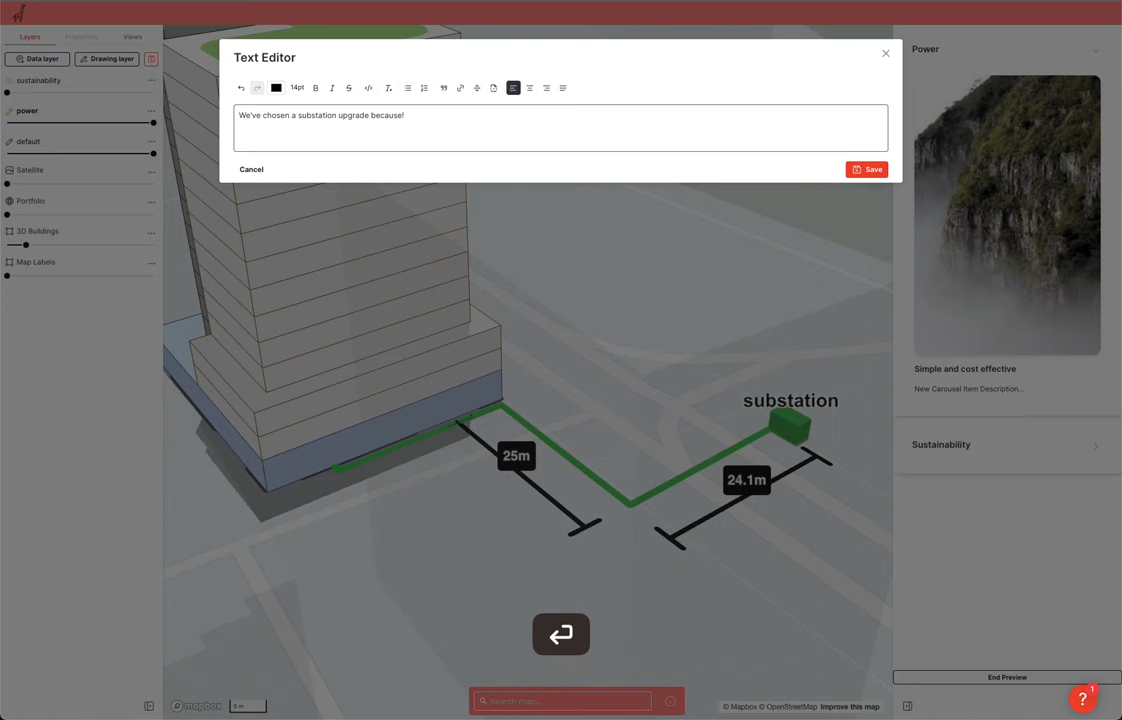 Layers
Properties
Views
Data layer
Drawing layer
sustainability
power
default
Satellite
Portfolio
3D Buildings
Map Labels
Text Editor
14pt
We've chosen a substation upgrade because!
Cancel
Save
substation
25m
24.1m
Power
Simple and cost effective
New Carousel Item Description...
Sustainability
End Preview
mapbox
Search map...
© Mapbox © OpenStreetMap Improve this map
?
1